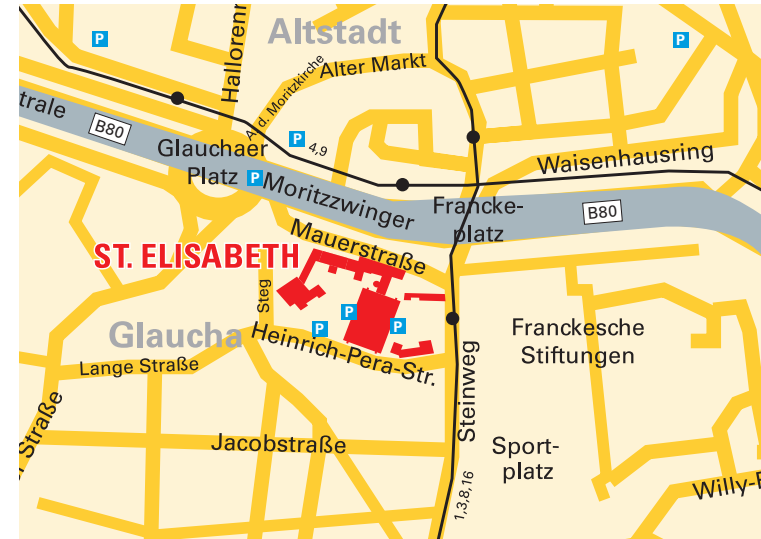 P
Altstadt
P
Hallorenr
Alter Markt
A. d. Moritzkirche
trale
B80
P
4,9
Glauchaer
Platz
P
Moritzzwinger
Waisenhausring
Francke-
platz
B80
Mauerstraße
ST. ELISABETH
Steg
P
P
P
Glaucha
Heinrich-Pera-Str.
Lange Straße
Franckesche
Stiftungen
Steinweg
r Straße
Jacobstraße
Sport-
platz
1,3,8,16
Willy-